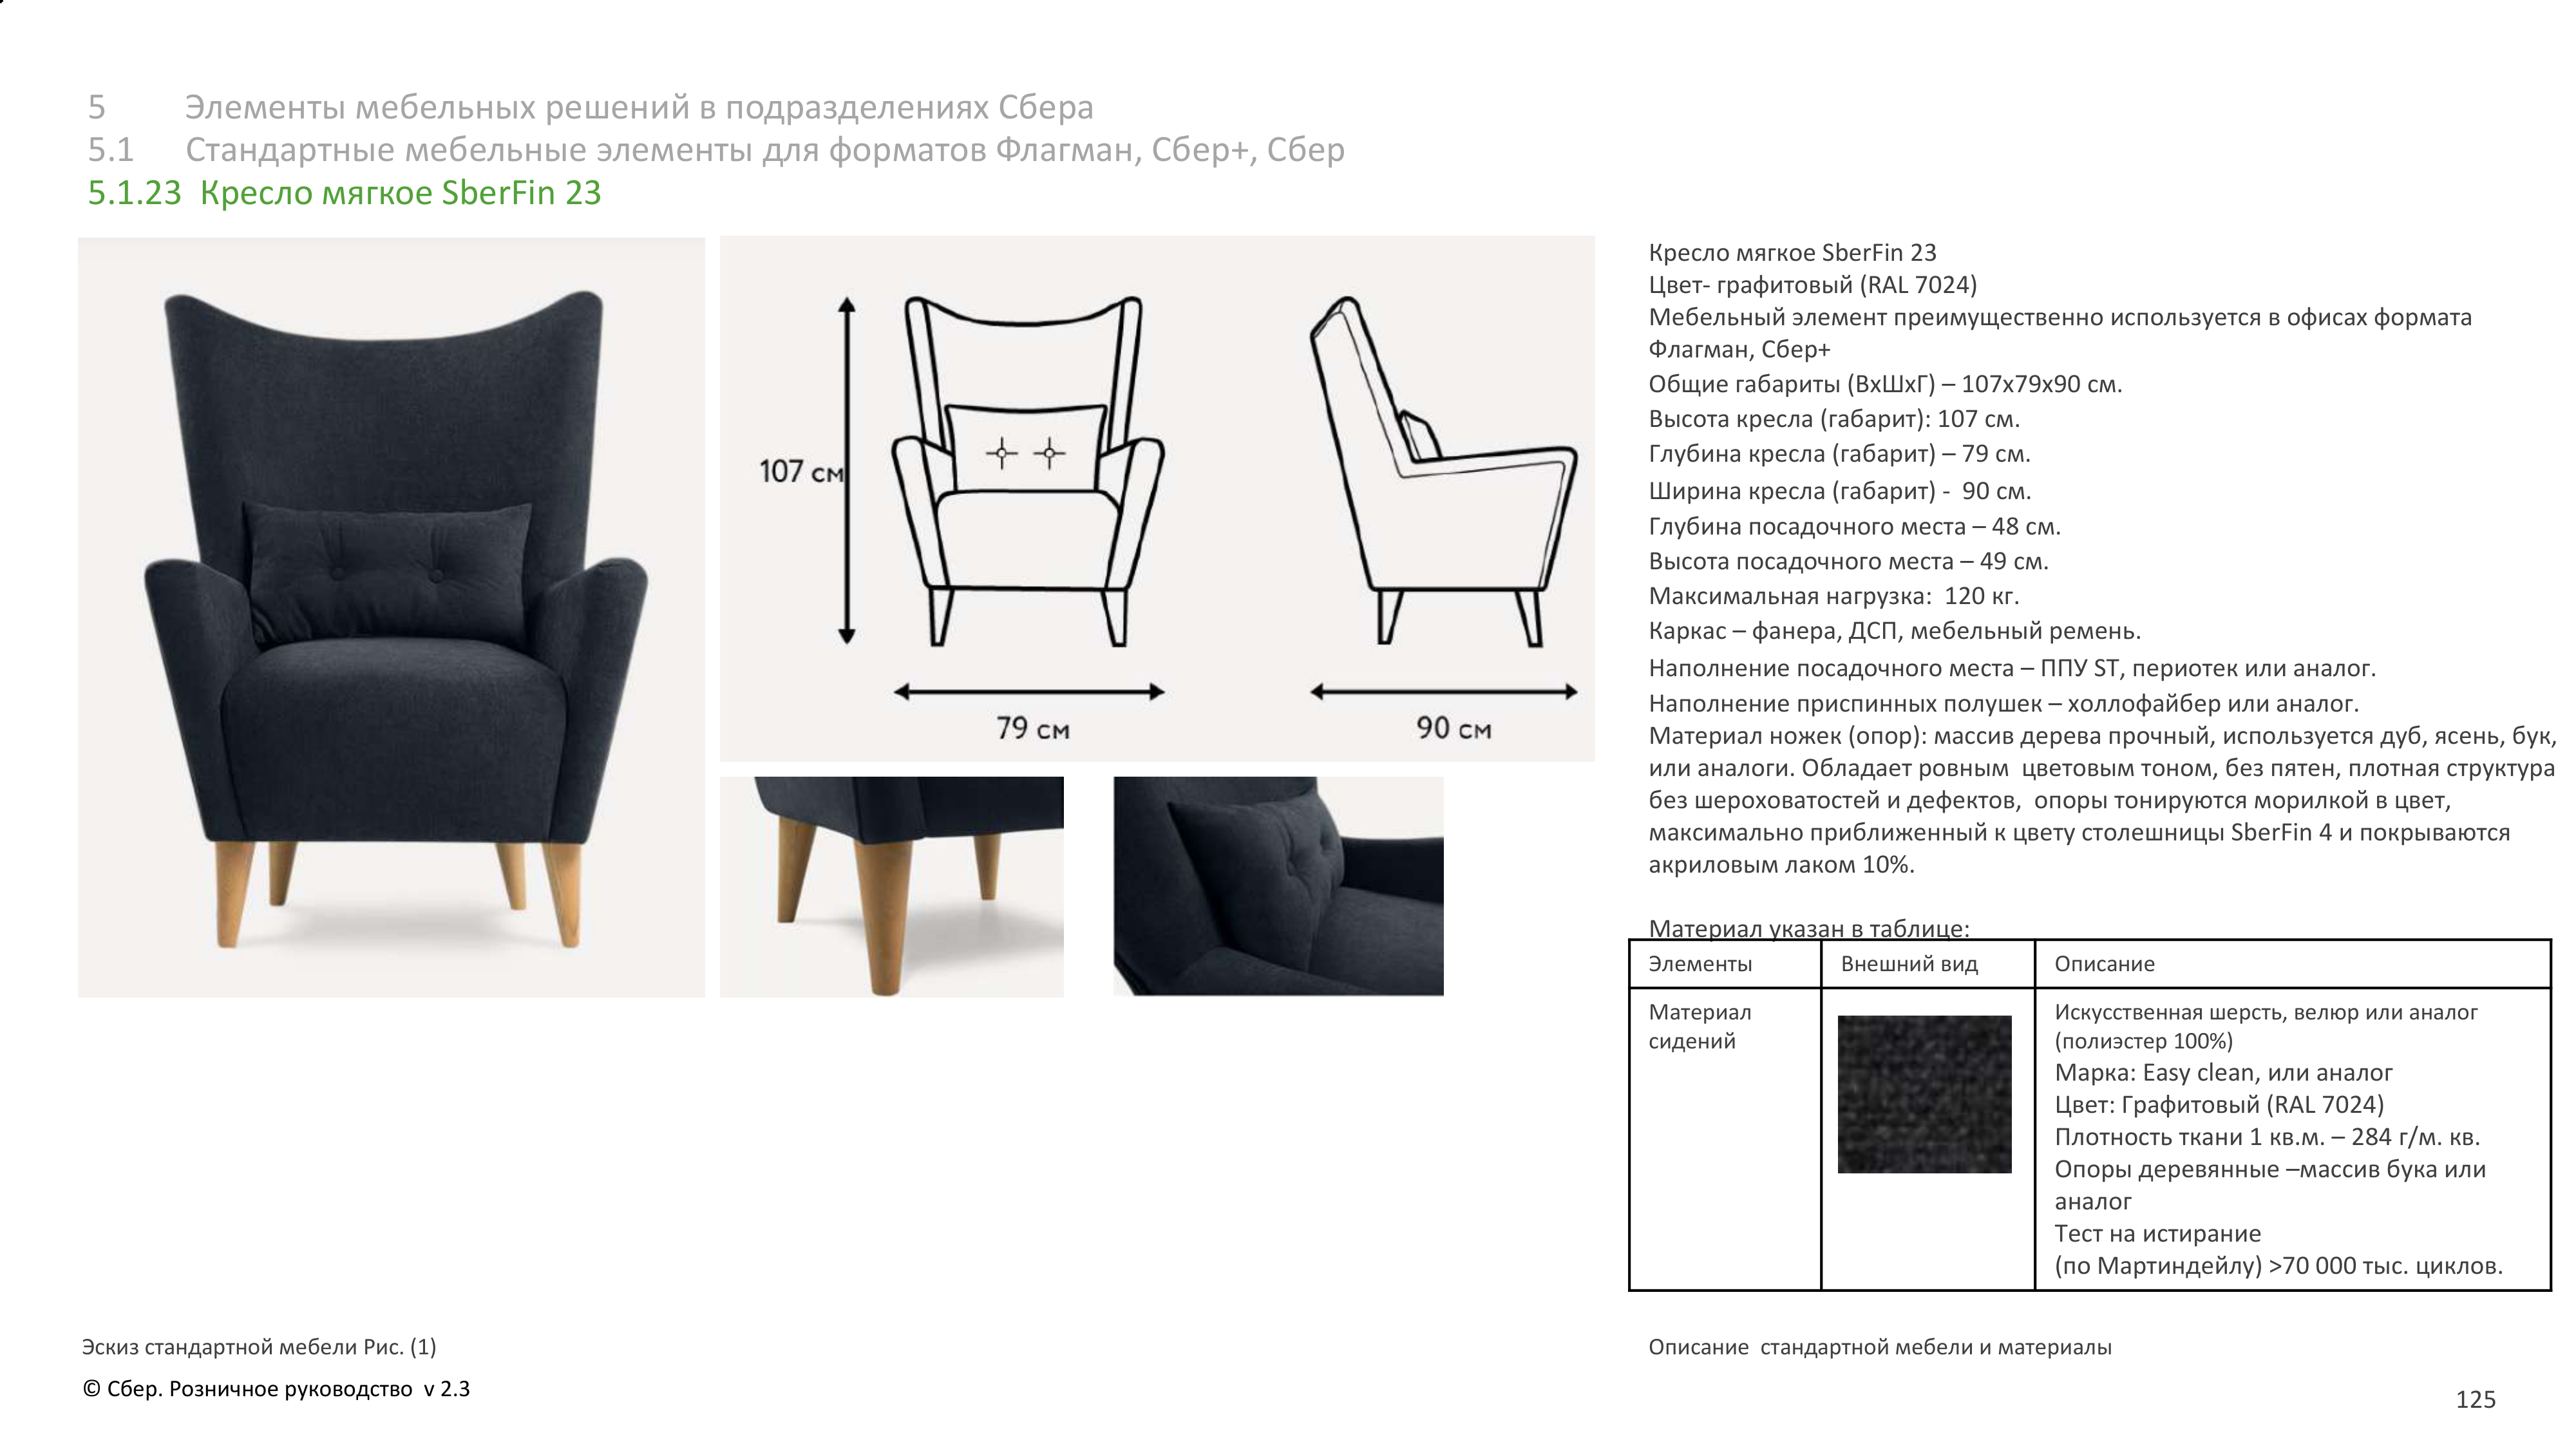 5 Элементы мебельных решений в подразделениях Сбера
5.1 Стандартные мебельные элементы для форматов Флагман, Сбер+, Сбер
5.1.23 Кресло мягкое SberFin 23
107 см
79 см
90 см
Кресло мягкое SberFin 23
Цвет- графитовый (RAL 7024)
Мебельный элемент преимущественно используется в офисах формата
Флагман, Сбер+
Общие габариты (ВхШхГ) – 107х79х90 см.
Высота кресла (габарит): 107 см.
Глубина кресла (габарит) – 79 см.
Ширина кресла (габарит) - 90 см.
Глубина посадочного места – 48 см.
Высота посадочного места – 49 см.
Максимальная нагрузка: 120 кг.
Каркас – фанера, ДСП, мебельный ремень.
Наполнение посадочного места – ППУ ST, периотек или аналог.
Наполнение приспинных полушек – холлофайбер или аналог.
Материал ножек (опор): массив дерева прочный, используется дуб, ясень, бук,
или аналоги. Обладает ровным цветовым тоном, без пятен, плотная структура
без шероховатостей и дефектов, опоры тонируются морилкой в цвет,
максимально приближенный к цвету столешницы SberFin 4 и покрываются
акриловым лаком 10%.
Материал указан в таблице:
Элементы Внешний вид Описание
Материал
сидений
Искусственная шерсть, велюр или аналог
(полиэстер 100%)
Марка: Easy clean, или аналог
Цвет: Графитовый (RAL 7024)
Плотность ткани 1 кв.м. – 284 г/м. кв.
Опоры деревянные –массив бука или
аналог
Тест на истирание
(по Мартиндейлу) >70 000 тыс. циклов.
Эскиз стандартной мебели Рис. (1)
Описание стандартной мебели и материалы
© Сбер. Розничное руководство v 2.3
125